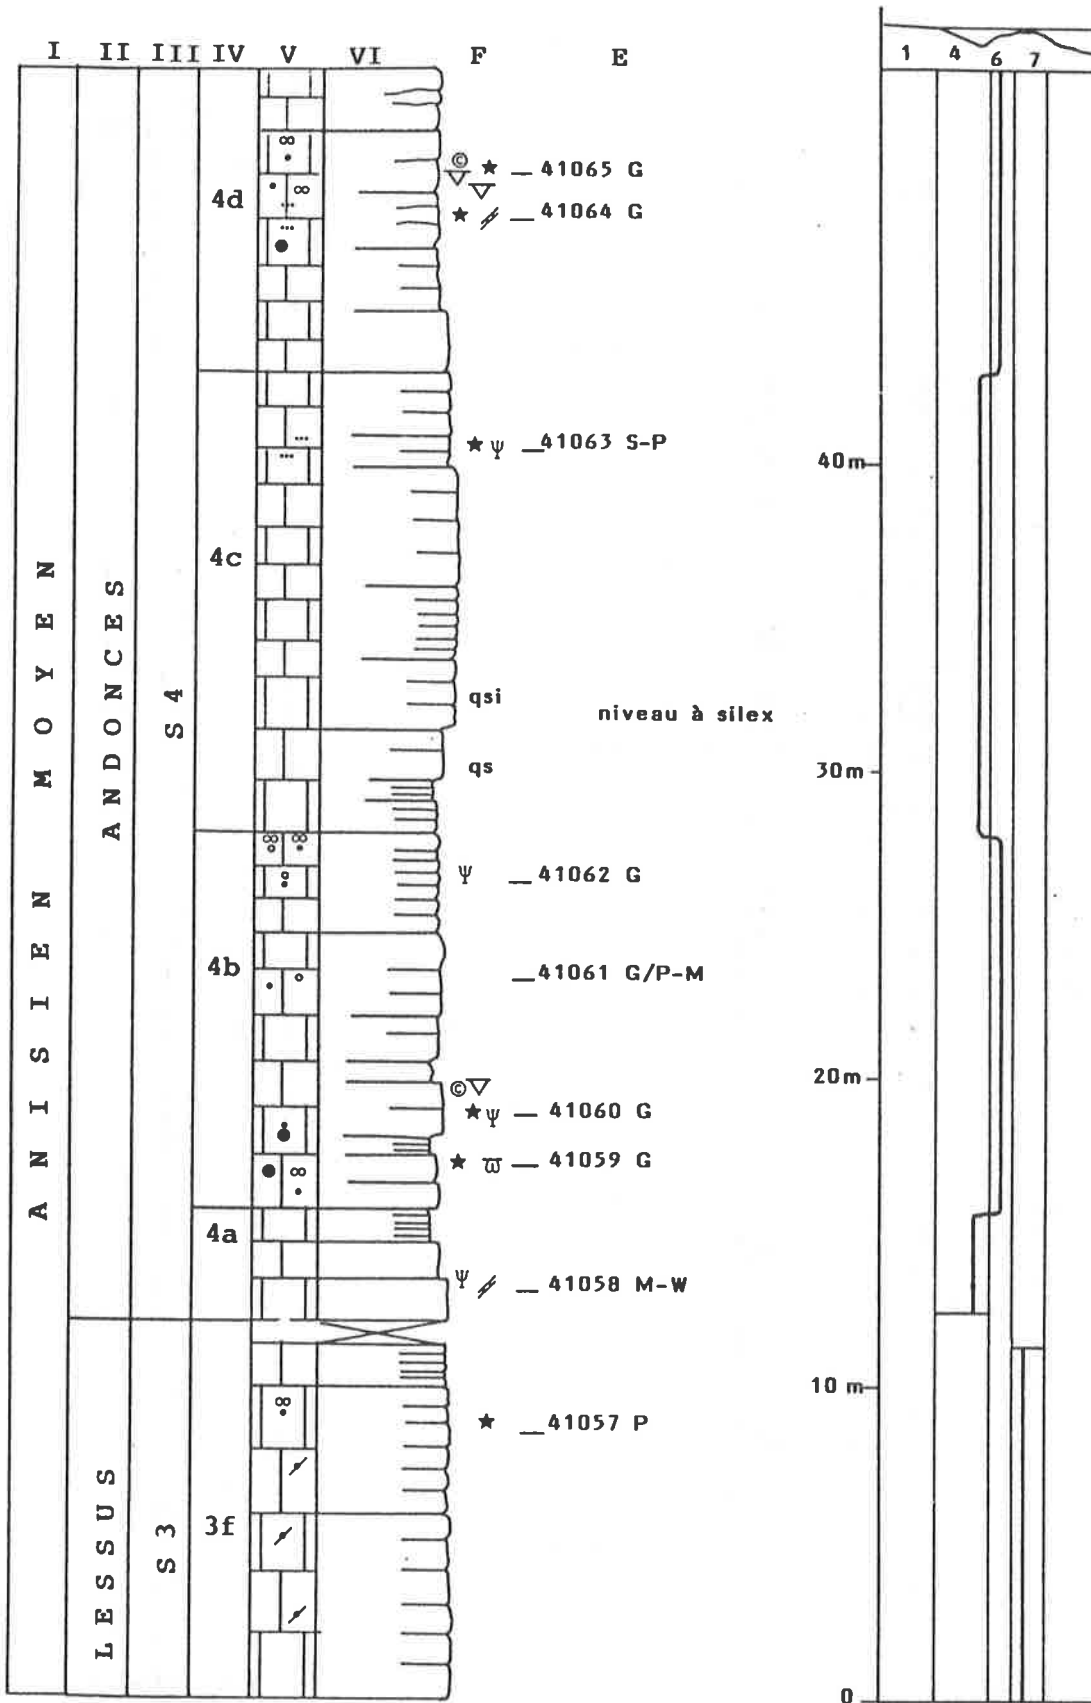 I II III IV V VI F E
1 4 6 7
© ★ — 41065 G
4d
★ — 41064 G
★ Ψ — 41063 S-P
40m
4c
ANISIEN MOYEN
ANDONCES
S 4
qsi
niveau à silex
qs
30m
Ψ — 41062 G
4b
— 41061 G/P-M
20m
©
★ Ψ — 41060 G
★ ϖ — 41059 G
4a
Ψ — 41058 M-W
10 m
★ — 41057 P
LESSUS
S 3
3f
0